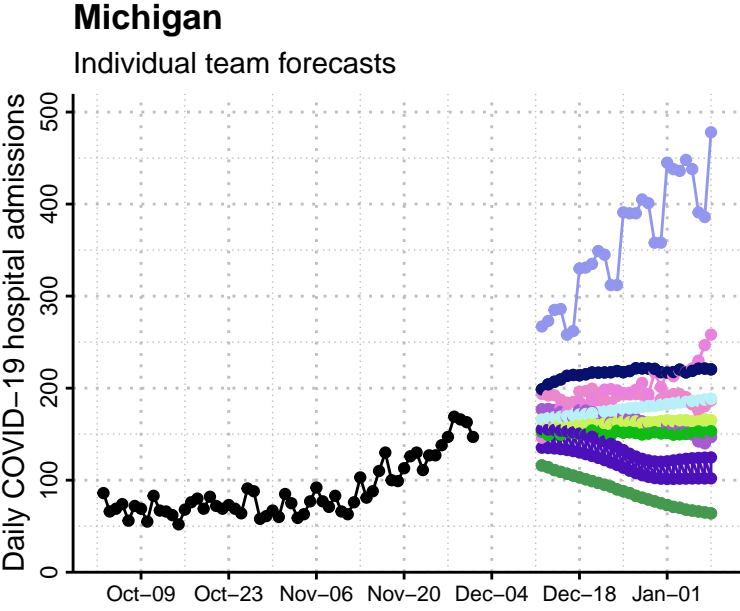 Michigan
Individual team forecasts
Daily COVID−19 hospital admissions
500
400
300
200
100
0
Oct−09 Oct−23 Nov−06 Nov−20 Dec−04 Dec−18 Jan−01